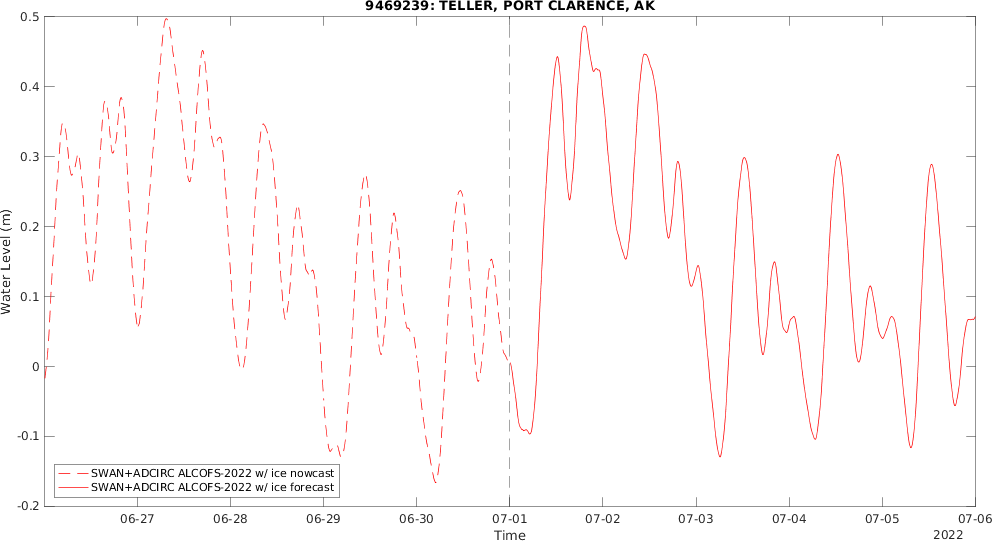 9469239: TELLER, PORT CLARENCE, AK
0.5
0.4
0.3
0.2
0.1
0
-0.1
-0.2
Water Level (m)
SWAN+ADCIRC ALCOFS-2022 w/ ice nowcast
SWAN+ADCIRC ALCOFS-2022 w/ ice forecast
06-27 06-28 06-29 06-30 07-01 07-02 07-03 07-04 07-05 07-06
Time
2022